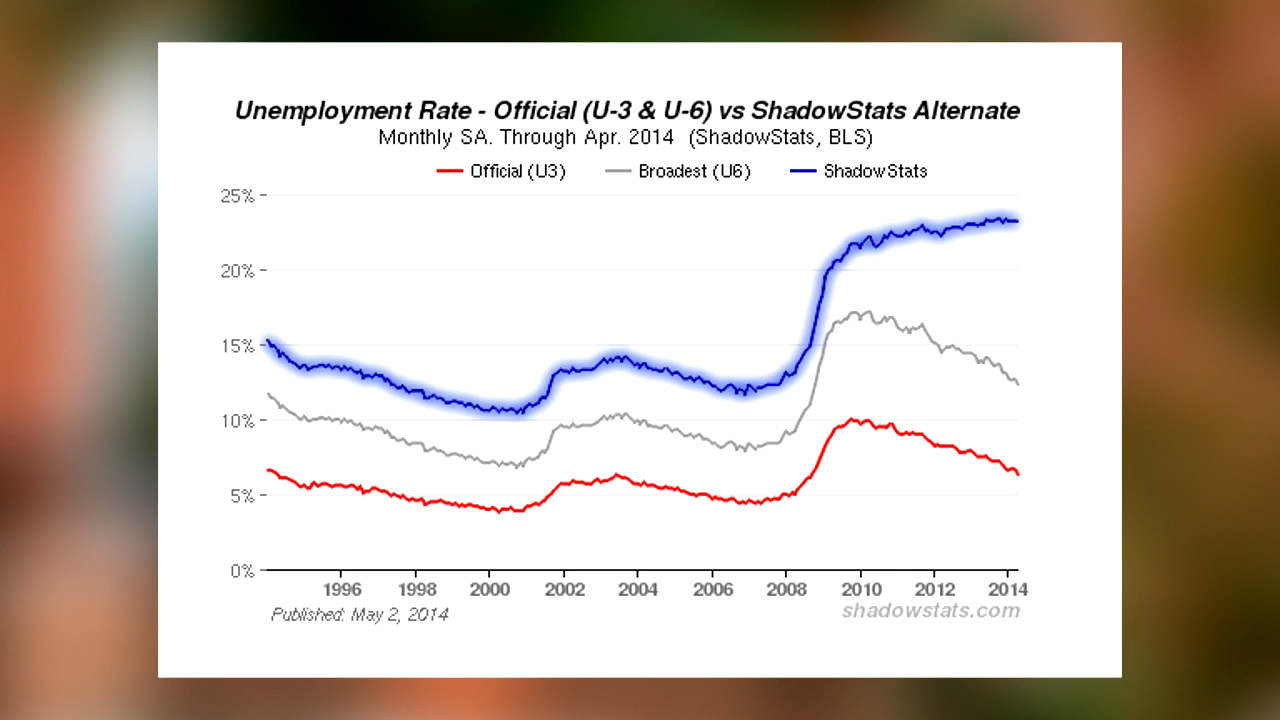 Unemployment Rate - Official (U-3 & U-6) vs ShadowStats Alternate
Monthly SA. Through Apr. 2014 (ShadowStats, BLS)
Official (U3) Broadest (U6) ShadowStats
25%
20%
15%
10%
5%
0%
1996 1998 2000 2002 2004 2006 2008 2010 2012 2014
Published: May 2, 2014 shadowstats.com